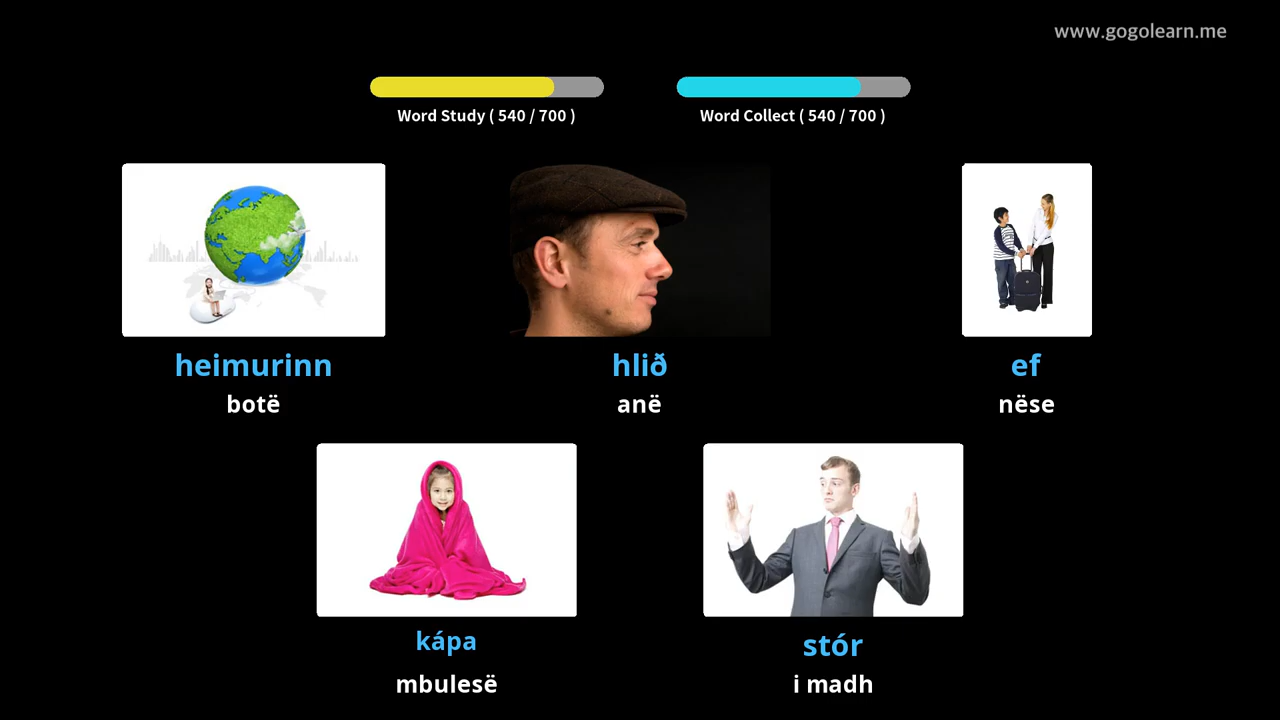 www.gogolearn.me
Word Study ( 540 / 700 )
Word Collect ( 540 / 700 )
heimurinn
botë
hlið
anë
ef
nëse
kápa
mbulesë
stór
i madh